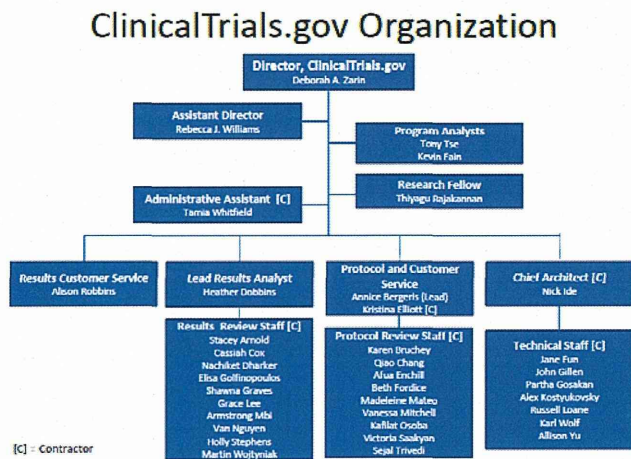 ClinicalTrials.gov Organization
Director, ClinicalTrials.gov
Deborah A. Zarin
Assistant Director
Rebecca J. Williams
Program Analysts
Tony Tse
Kevin Fain
Administrative Assistant [C]
Tamia Whitfield
Research Fellow
Thiyagu Rajakannan
Results Customer Service
Alison Robbins
Lead Results Analyst
Heather Dobbins
Results Review Staff [C]
Stacey Arnold
Cassiah Cox
Nachiket Dharker
Elisa Golfinopoulos
Shawna Graves
Grace Lee
Armstrong Mbi
Van Nguyen
Holly Stephens
Martin Wojtyniak
Protocol and Customer
Service
Annice Bergeris (Lead)
Kristina Elliott [C]
Protocol Review Staff [C]
Karen Bruchey
Qiao Chang
Afua Enchill
Beth Fordice
Madeleine Mateo
Vanessa Mitchell
Kafilat Osoba
Victoria Saakyan
Sejal Trivedi
Chief Architect [C]
Nick Ide
Technical Staff [C]
Jane Fun
John Gillen
Partha Gosakan
Alex Kostyukovsky
Russell Loane
Karl Wolf
Allison Yu
[C] = Contractor